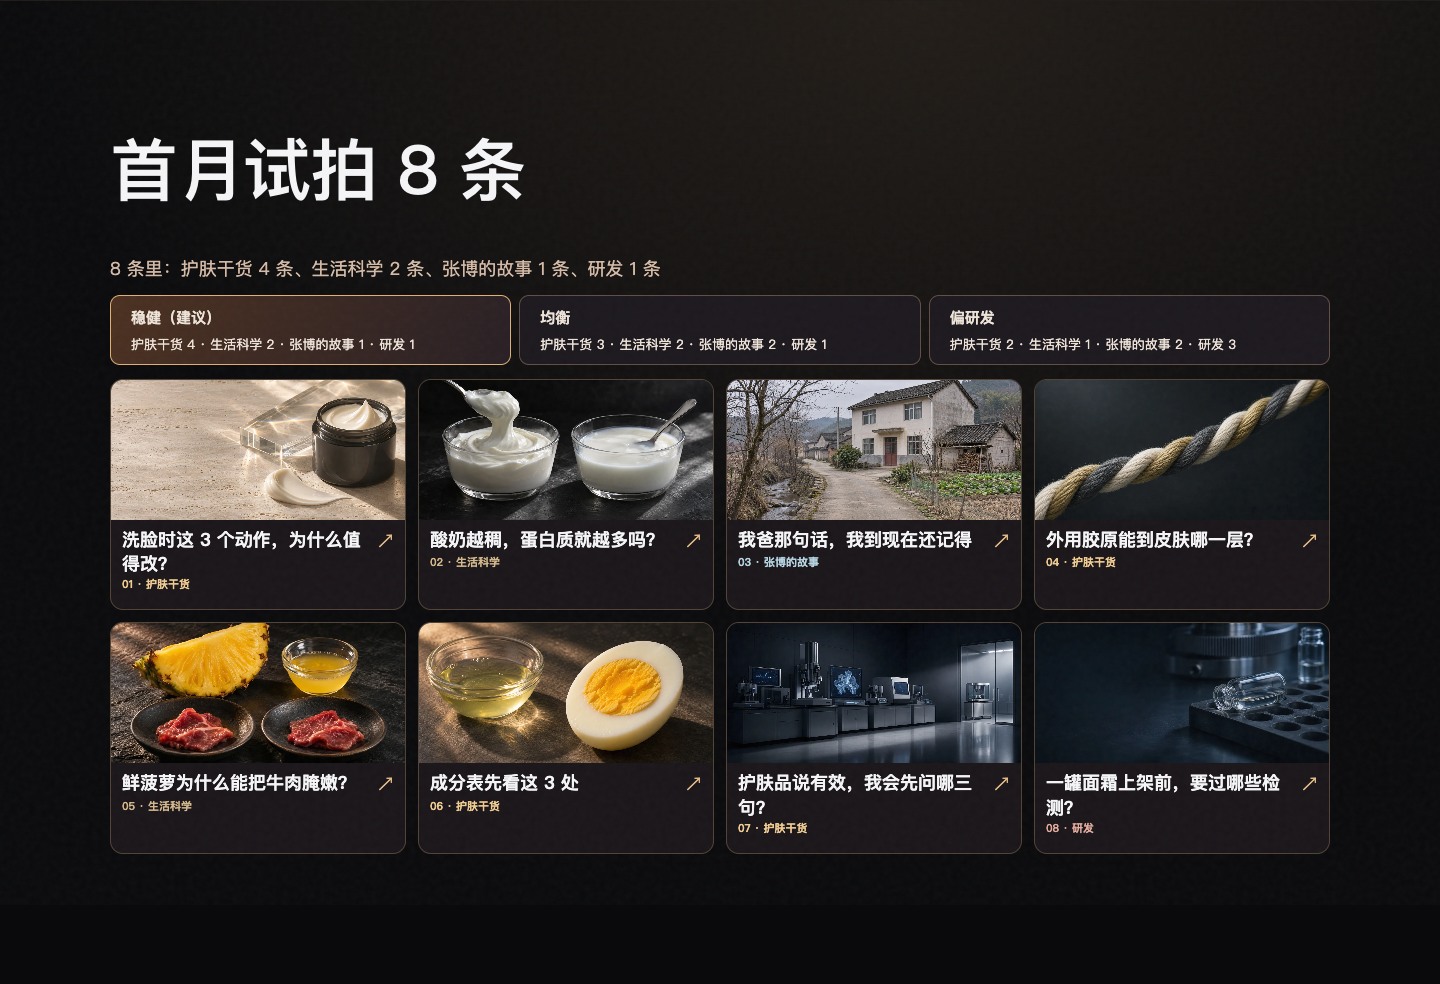 首月试拍 8 条
8 条里：护肤干货 4 条、生活科学 2 条、张博的故事 1 条、研发 1 条
稳健（建议）
护肤干货 4 · 生活科学 2 · 张博的故事 1 · 研发 1
均衡
护肤干货 3 · 生活科学 2 · 张博的故事 2 · 研发 1
偏研发
护肤干货 2 · 生活科学 1 · 张博的故事 2 · 研发 3
洗脸时这 3 个动作，为什么值
得改？
↗
01 · 护肤干货
酸奶越稠，蛋白质就越多吗？
↗
02 · 生活科学
我爸那句话，我到现在还记得
↗
03 · 张博的故事
外用胶原能到皮肤哪一层？
↗
04 · 护肤干货
鲜菠萝为什么能把牛肉腌嫩？
↗
05 · 生活科学
成分表先看这 3 处
↗
06 · 护肤干货
护肤品说有效，我会先问哪三
句？
↗
07 · 护肤干货
一罐面霜上架前，要过哪些检
测？
↗
08 · 研发